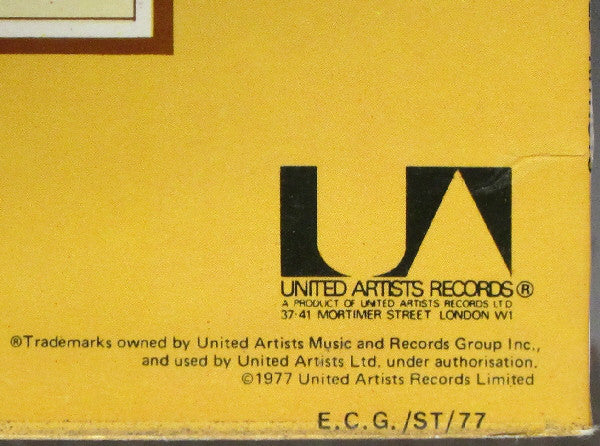 UA
UNITED ARTISTS RECORDS®
A PRODUCT OF UNITED ARTISTS RECORDS LTD
37-41 MORTIMER STREET LONDON W1
®Trademarks owned by United Artists Music and Records Group Inc.,
and used by United Artists Ltd. under authorisation.
©1977 United Artists Records Limited
E.C.G./ST/77